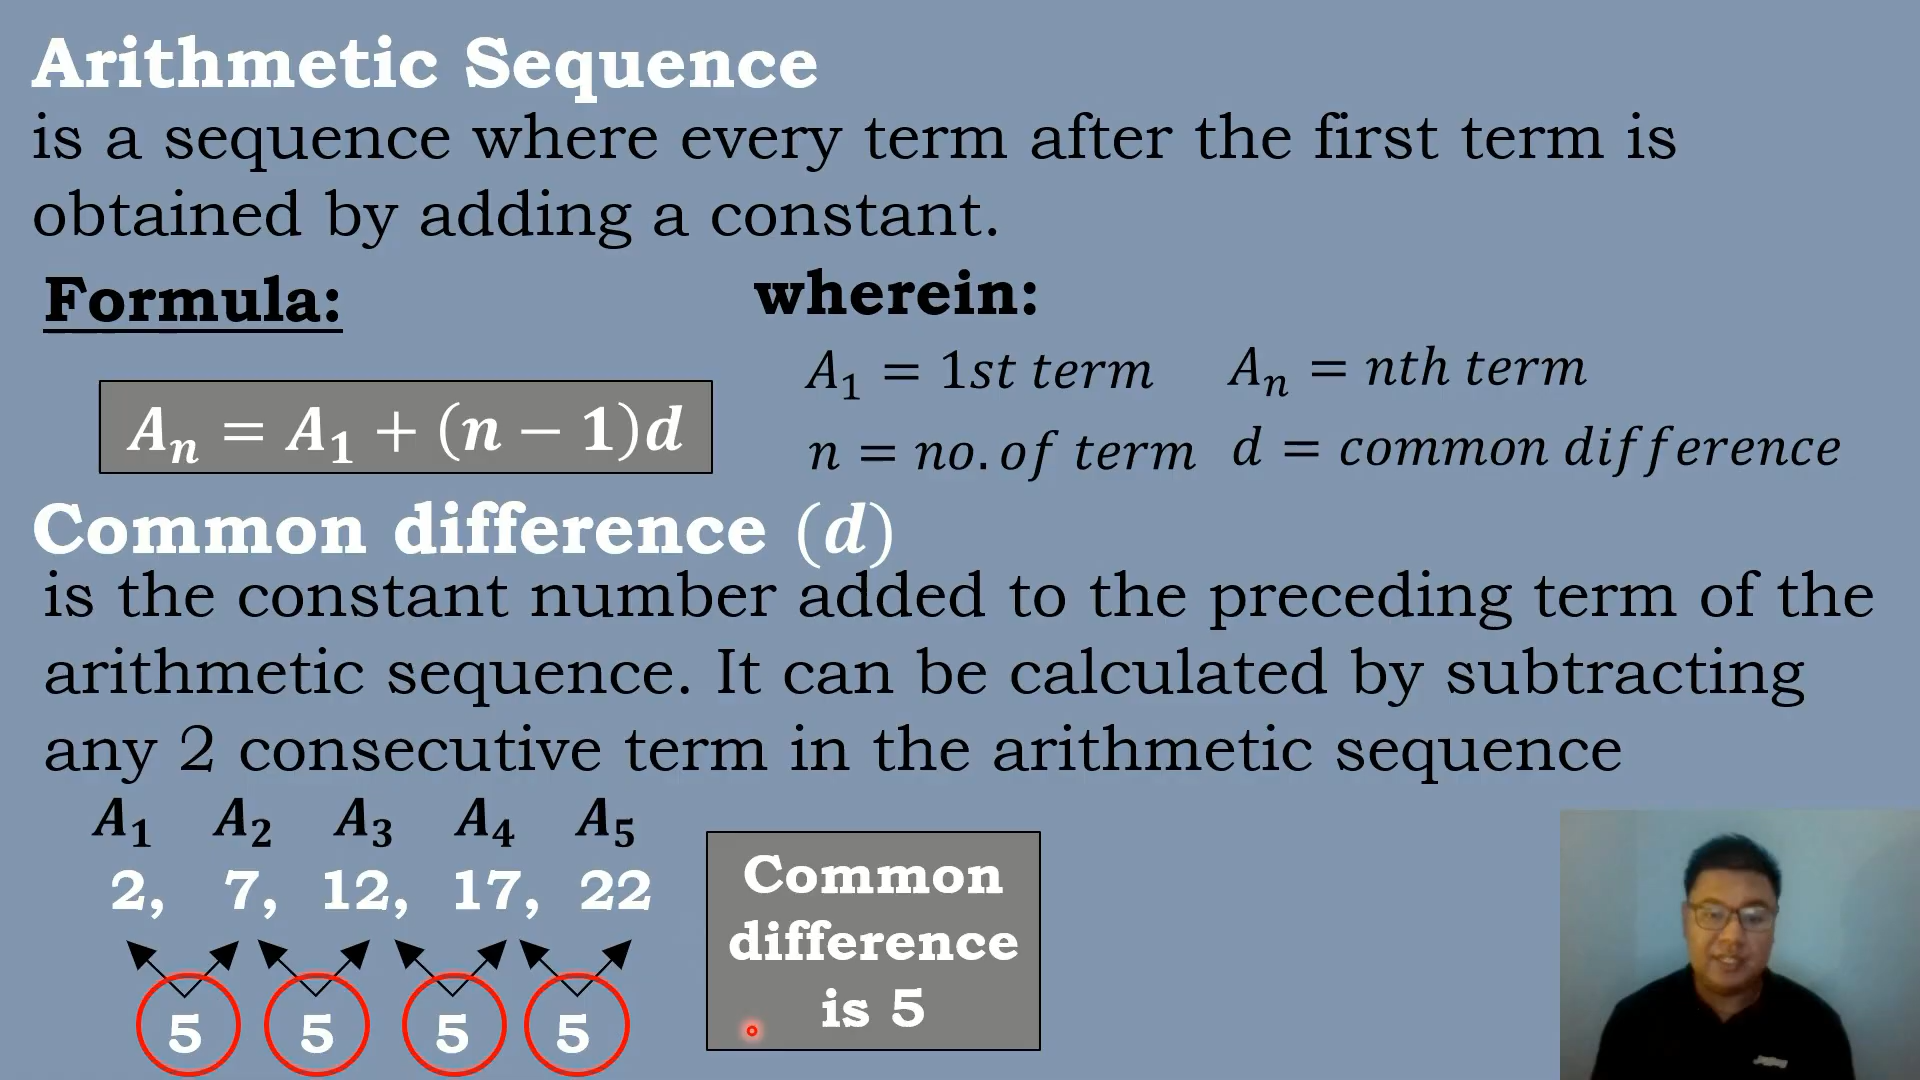 Arithmetic Sequence
is a sequence where every term after the first term is
obtained by adding a constant.
Formula:
Aₙ = A₁ + (n − 1)d
wherein:
A₁ = 1st term Aₙ = nth term
n = no. of term d = common difference
Common difference (d)
is the constant number added to the preceding term of the
arithmetic sequence. It can be calculated by subtracting
any 2 consecutive term in the arithmetic sequence
A₁ A₂ A₃ A₄ A₅
2, 7, 12, 17, 22
5 5 5 5
Common
difference
is 5